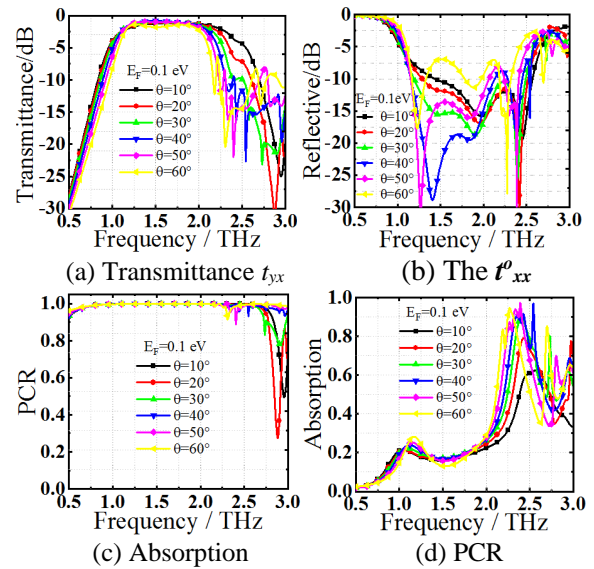 Transmittance/dB
0
-5
-10
-15
-20
-25
-30
E_F=0.1 eV
θ=10°
θ=20°
θ=30°
θ=40°
θ=50°
θ=60°
0.5 1.0 1.5 2.0 2.5 3.0
Frequency / THz
(a) Transmittance t_yx
Reflective/dB
0
-5
-10
-15
-20
-25
-30
E_F=0.1eV
θ=10°
θ=20°
θ=30°
θ=40°
θ=50°
θ=60°
0.5 1.0 1.5 2.0 2.5 3.0
Frequency / THz
(b) The t^o_xx
PCR
1.0
0.8
0.6
0.4
0.2
0.0
E_F=0.1 eV
θ=10°
θ=20°
θ=30°
θ=40°
θ=50°
θ=60°
0.5 1.0 1.5 2.0 2.5 3.0
Frequency / THz
(c) Absorption
Absorption
1.0
0.8
0.6
0.4
0.2
0.0
E_F=0.1 eV
θ=10°
θ=20°
θ=30°
θ=40°
θ=50°
θ=60°
0.5 1.0 1.5 2.0 2.5 3.0
Frequency / THz
(d) PCR